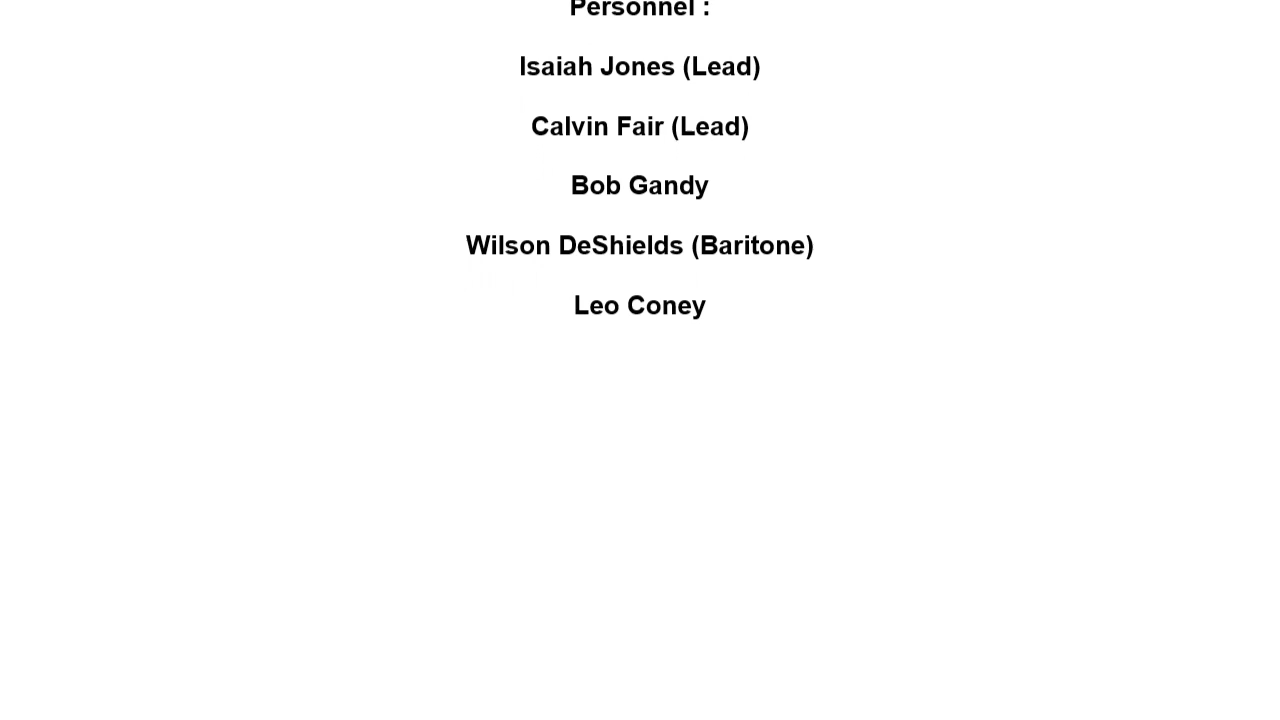 Personnel :
Isaiah Jones (Lead)
Calvin Fair (Lead)
Bob Gandy
Wilson DeShields (Baritone)
Leo Coney